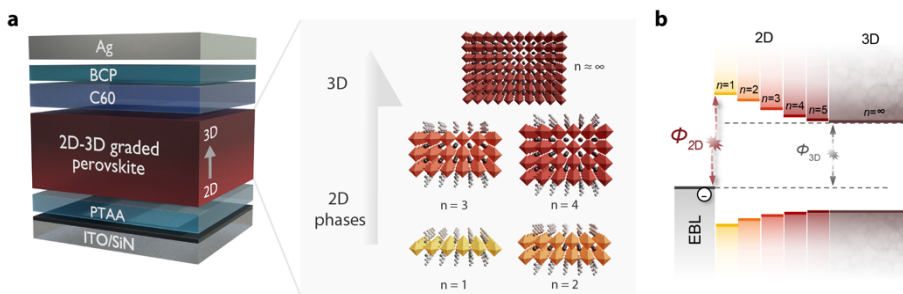 a
Ag
BCP
C60
2D-3D graded
perovskite
3D
2D
PTAA
ITO/SiN
3D
n ≈ ∞
2D
phases
n = 3
n = 4
n = 1
n = 2
b
2D
3D
n=1
n=2
n=3
n=4
n=5
n=∞
Φ2D
Φ3D
-
EBL